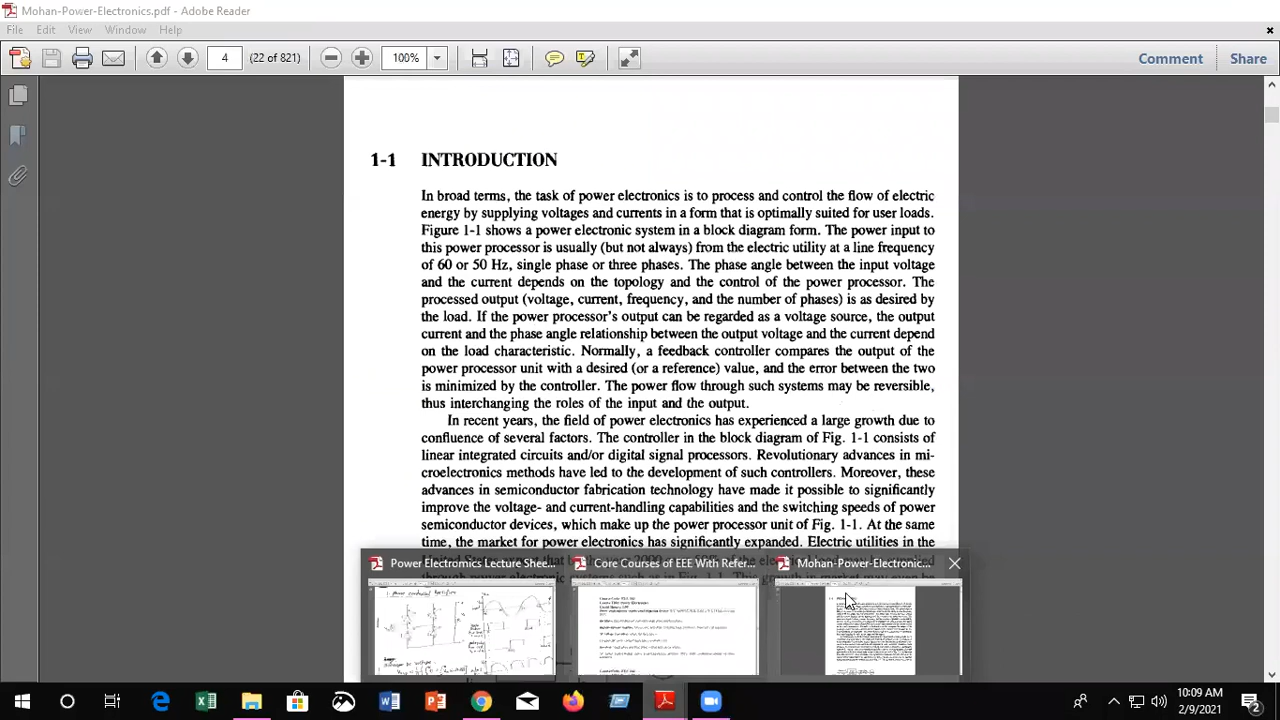 Mohan-Power-Electronics.pdf - Adobe Reader
File Edit View Window Help
4 (22 of 821) 100% Comment Share
1-1 INTRODUCTION
In broad terms, the task of power electronics is to process and control the flow of electric
energy by supplying voltages and currents in a form that is optimally suited for user loads.
Figure 1-1 shows a power electronic system in a block diagram form. The power input to
this power processor is usually (but not always) from the electric utility at a line frequency
of 60 or 50 Hz, single phase or three phases. The phase angle between the input voltage
and the current depends on the topology and the control of the power processor. The
processed output (voltage, current, frequency, and the number of phases) is as desired by
the load. If the power processor's output can be regarded as a voltage source, the output
current and the phase angle relationship between the output voltage and the current depend
on the load characteristic. Normally, a feedback controller compares the output of the
power processor unit with a desired (or a reference) value, and the error between the two
is minimized by the controller. The power flow through such systems may be reversible,
thus interchanging the roles of the input and the output.
In recent years, the field of power electronics has experienced a large growth due to
confluence of several factors. The controller in the block diagram of Fig. 1-1 consists of
linear integrated circuits and/or digital signal processors. Revolutionary advances in mi-
croelectronics methods have led to the development of such controllers. Moreover, these
advances in semiconductor fabrication technology have made it possible to significantly
improve the voltage- and current-handling capabilities and the switching speeds of power
semiconductor devices, which make up the power processor unit of Fig. 1-1. At the same
time, the market for power electronics has significantly expanded. Electric utilities in the
Power Electromics Lecture Shee...
Core Courses of EEE With Refer...
Mohan-Power-Electronic...
10:09 AM
2/9/2021
2